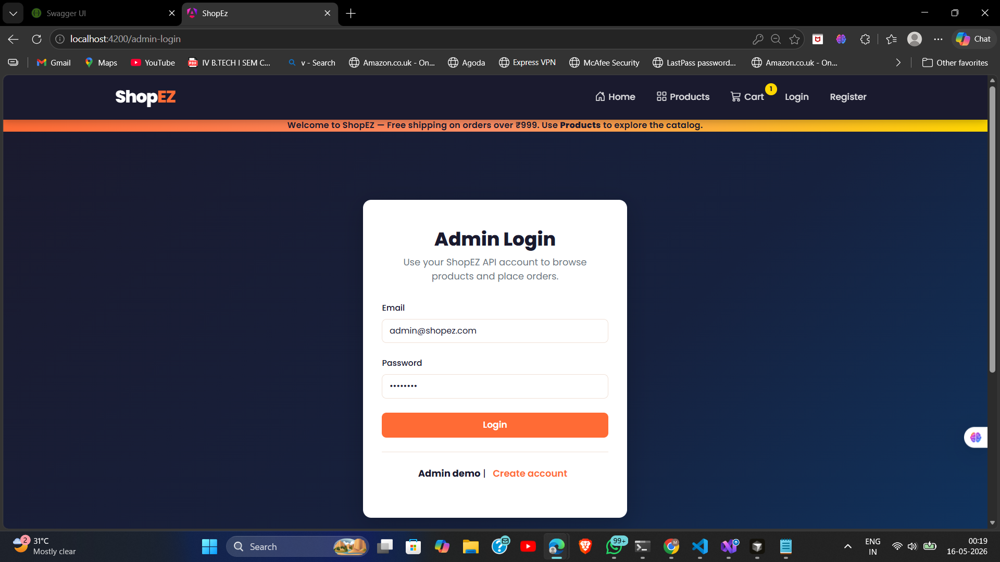 Swagger UI
ShopEz
localhost:4200/admin-login
Chat
Gmail
Maps
YouTube
IV B.TECH I SEM C...
v - Search
Amazon.co.uk - On...
Agoda
Express VPN
McAfee Security
LastPass password...
Amazon.co.uk - On...
Other favorites
ShopEZ
Home
Products
Cart
1
Login
Register
Welcome to ShopEZ — Free shipping on orders over ₹999. Use Products to explore the catalog.
Admin Login
Use your ShopEZ API account to browse
products and place orders.
Email
admin@shopez.com
Password
••••••••
Login
Admin demo | Create account
2
31°C
Mostly clear
Search
99+
M
ENG
IN
00:19
16-05-2026